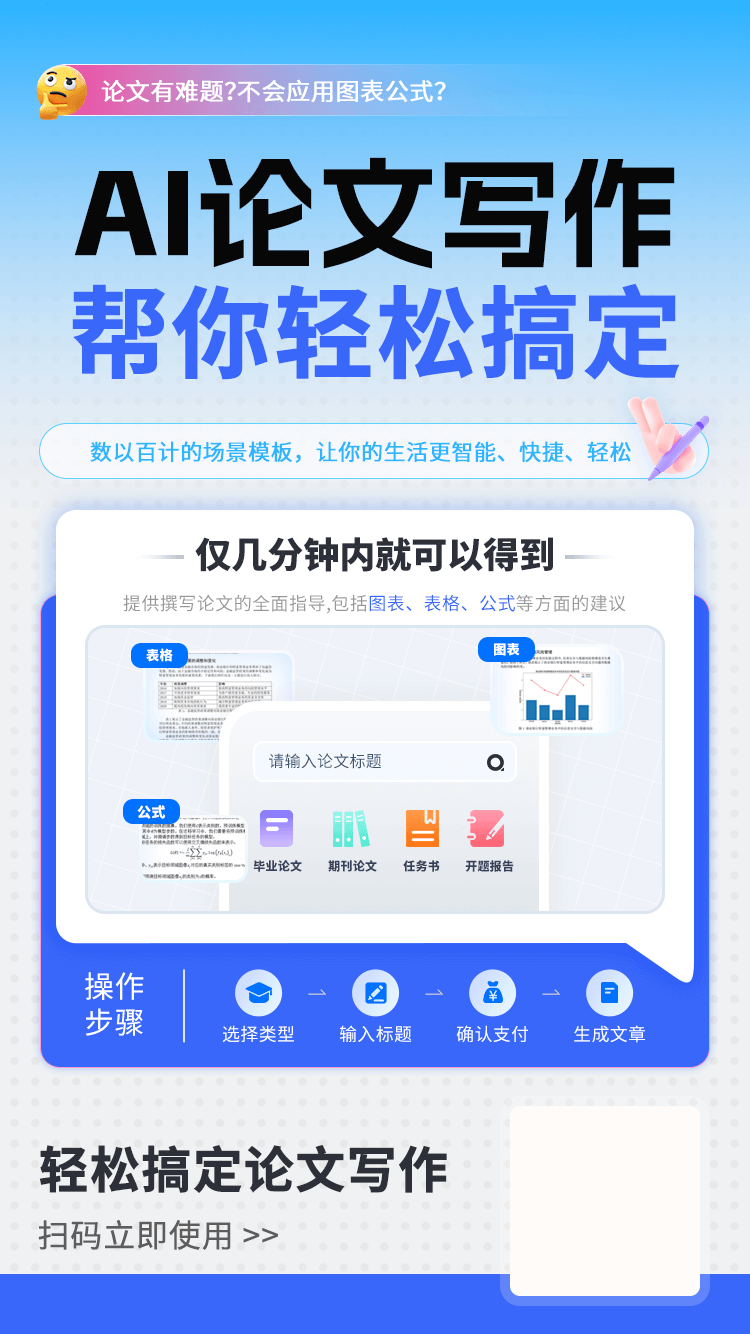 论文有难题?不会应用图表公式?
AI论文写作
帮你轻松搞定
数以百计的场景模板，让你的生活更智能、快捷、轻松
仅几分钟内就可以得到
提供撰写论文的全面指导,包括图表、表格、公式等方面的建议
表格
图表
请输入论文标题
公式
毕业论文
期刊论文
任务书
开题报告
操作
步骤
选择类型
输入标题
确认支付
生成文章
轻松搞定论文写作
扫码立即使用 >>